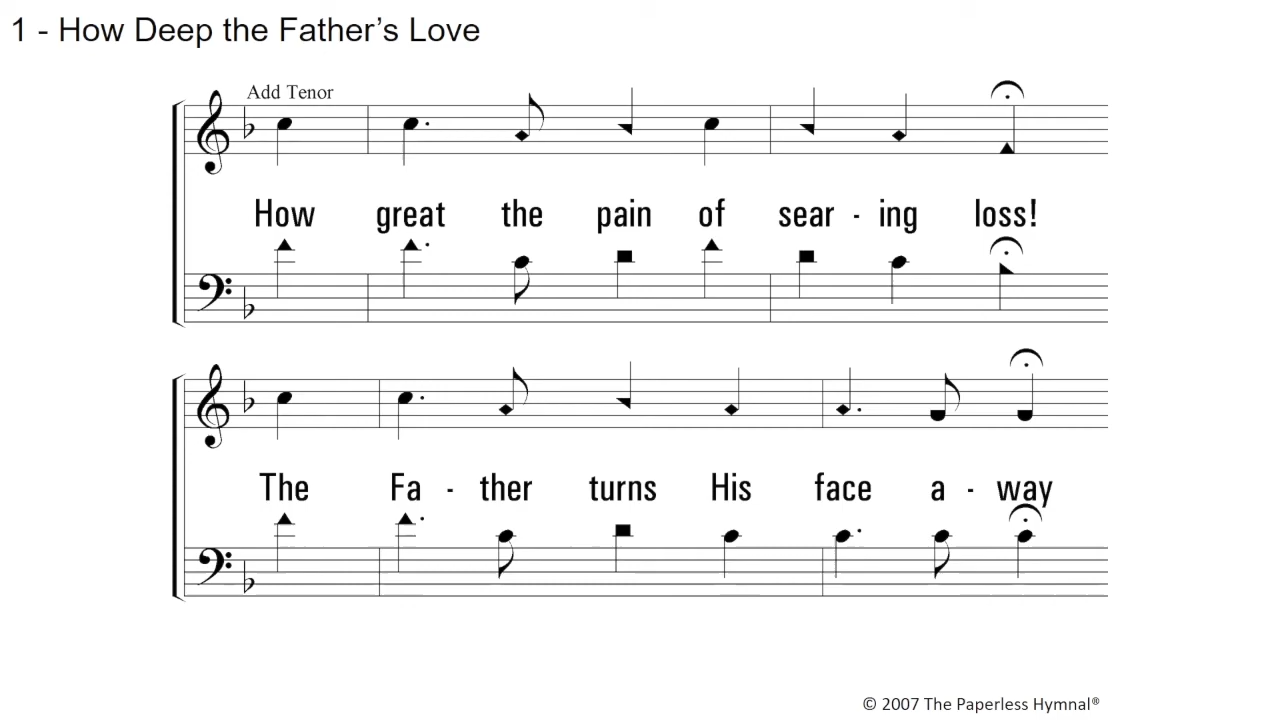 1 - How Deep the Father’s Love
Add Tenor
How great the pain of sear - ing loss!
The Fa - ther turns His face a - way
© 2007 The Paperless Hymnal®